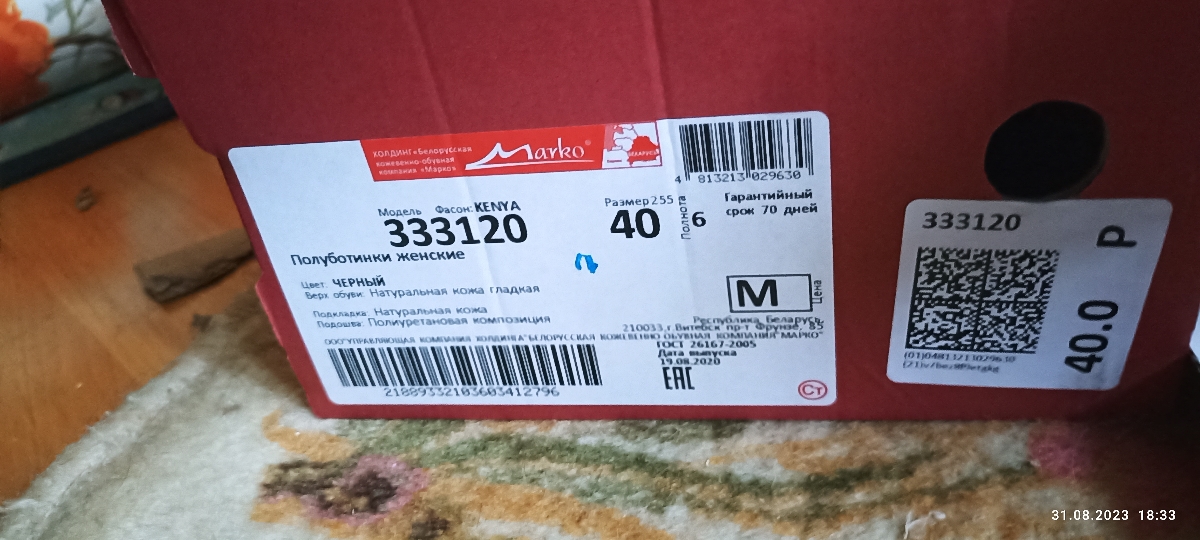 ХОЛДИНГ «Белорусская
кожевенно-обувная
компания «Марко»
Marko®
БЕЛАРУСЬ
4 813213 029630
Модель Фасон: KENYA
333120
Размер 255
40
Полнота
6
Гарантийный
срок 70 дней
Полуботинки женские
Цвет: ЧЕРНЫЙ
Верх обуви: Натуральная кожа гладкая
Подкладка: Натуральная кожа
Подошва: Полиуретановая композиция
M
Цена
Республика Беларусь,
210033,г.Витебск пр-т Фрунзе, 85
ООО"УПРАВЛЯЮЩАЯ КОМПАНИЯ ХОЛДИНГА"БЕЛОРУССКАЯ КОЖЕВЕННО-ОБУВНАЯ КОМПАНИЯ"МАРКО"
ГОСТ 26167-2005
Дата выпуска
19.08.2020
EAC
Ст
21889332103603412796
333120
40.0 P
31.08.2023 18:33